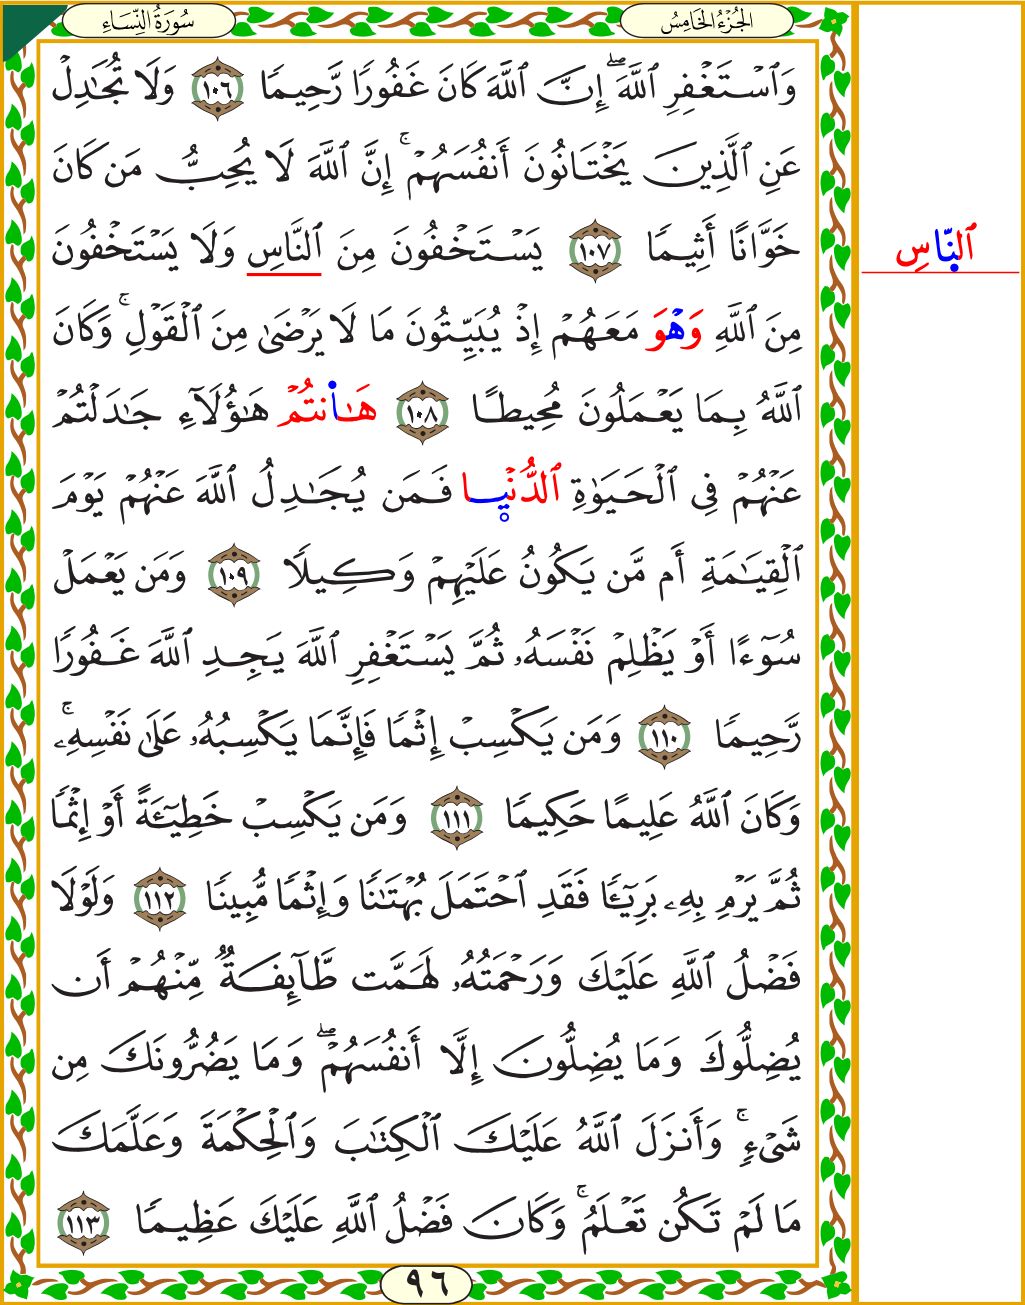 سُورَةُ النِّسَاءِ
الجُزْءُ الخَامِسُ
وَٱسْتَغْفِرِ ٱللَّهَۖ إِنَّ ٱللَّهَ كَانَ غَفُورًا رَّحِيمًا ١٠٦ وَلَا تُجَٰدِلْ
عَنِ ٱلَّذِينَ يَخْتَانُونَ أَنفُسَهُمْۚ إِنَّ ٱللَّهَ لَا يُحِبُّ مَن كَانَ
خَوَّانًا أَثِيمًا ١٠٧ يَسْتَخْفُونَ مِنَ ٱلنَّاسِ وَلَا يَسْتَخْفُونَ
ٱلنَّاسِ
مِنَ ٱللَّهِ وَهْوَ مَعَهُمْ إِذْ يُبَيِّتُونَ مَا لَا يَرْضَىٰ مِنَ ٱلْقَوْلِۚ وَكَانَ
ٱللَّهُ بِمَا يَعْمَلُونَ مُحِيطًا ١٠٨ هَٰانتُمْ هَٰؤُلَآءِ جَٰدَلْتُمْ
عَنْهُمْ فِي ٱلْحَيَوٰةِ ٱلدُّنْيا فَمَن يُجَٰدِلُ ٱللَّهَ عَنْهُمْ يَوْمَ
ٱلْقِيَٰمَةِ أَم مَّن يَكُونُ عَلَيْهِمْ وَكِيلًا ١٠٩ وَمَن يَعْمَلْ
سُوٓءًا أَوْ يَظْلِمْ نَفْسَهُۥ ثُمَّ يَسْتَغْفِرِ ٱللَّهَ يَجِدِ ٱللَّهَ غَفُورًا
رَّحِيمًا ١١٠ وَمَن يَكْسِبْ إِثْمًا فَإِنَّمَا يَكْسِبُهُۥ عَلَىٰ نَفْسِهِۦۚ
وَكَانَ ٱللَّهُ عَلِيمًا حَكِيمًا ١١١ وَمَن يَكْسِبْ خَطِيٓـَٔةً أَوْ إِثْمًا
ثُمَّ يَرْمِ بِهِۦ بَرِيٓـًٔا فَقَدِ ٱحْتَمَلَ بُهْتَٰنًا وَإِثْمًا مُّبِينًا ١١٢ وَلَوْلَا
فَضْلُ ٱللَّهِ عَلَيْكَ وَرَحْمَتُهُۥ لَهَمَّت طَّآئِفَةٌ مِّنْهُمْ أَن
يُضِلُّوكَ وَمَا يُضِلُّونَ إِلَّا أَنفُسَهُمْۖ وَمَا يَضُرُّونَكَ مِن
شَيْءٍۚ وَأَنزَلَ ٱللَّهُ عَلَيْكَ ٱلْكِتَٰبَ وَٱلْحِكْمَةَ وَعَلَّمَكَ
مَا لَمْ تَكُن تَعْلَمُۚ وَكَانَ فَضْلُ ٱللَّهِ عَلَيْكَ عَظِيمًا ١١٣
٩٦